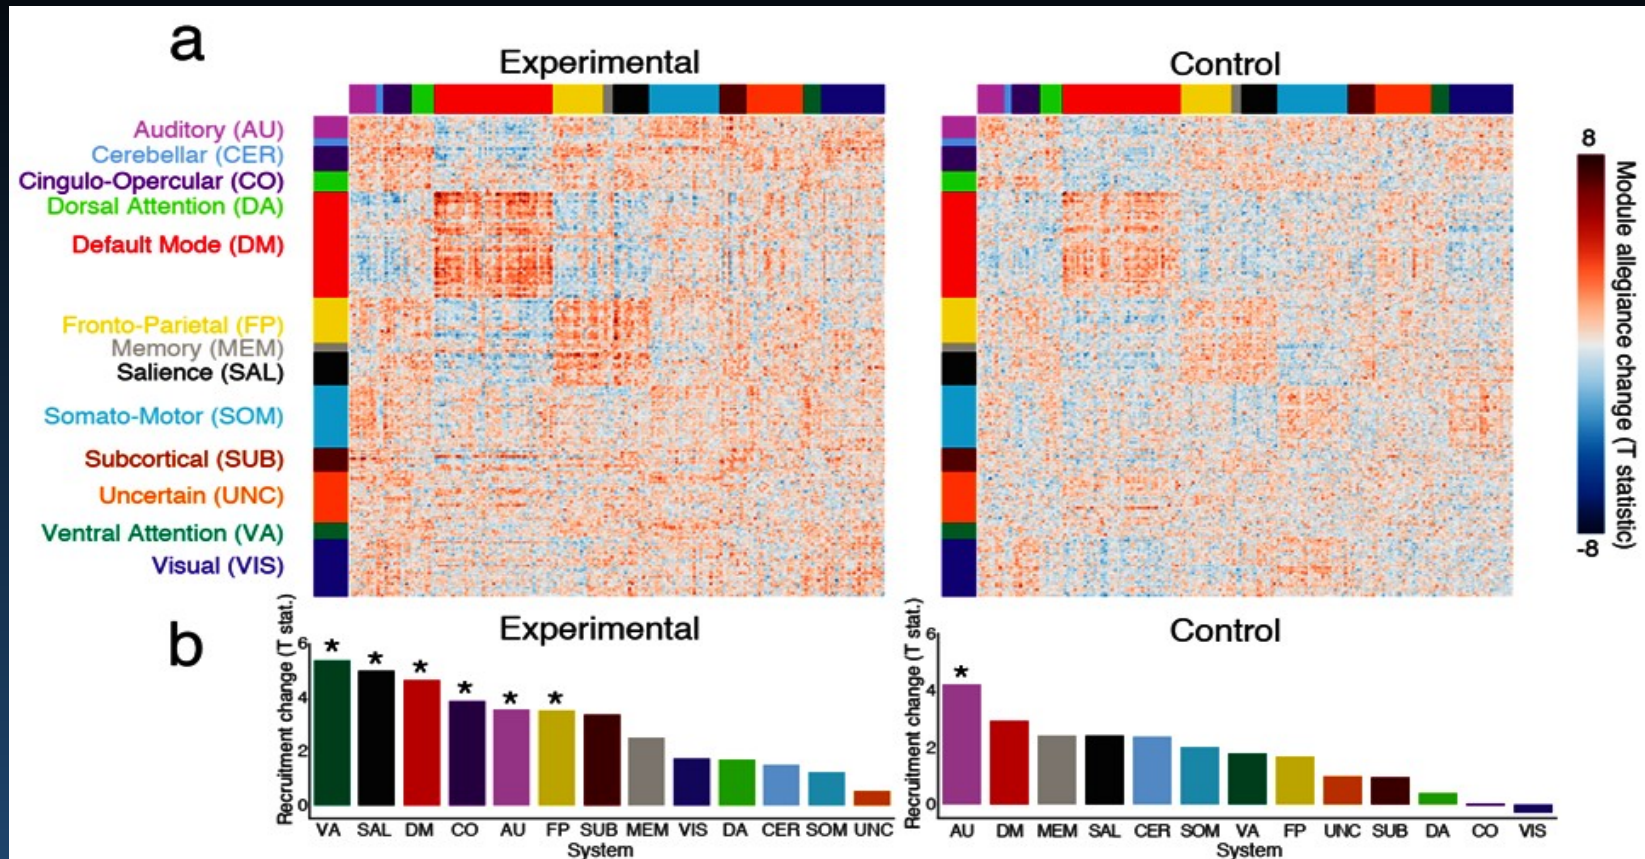 a
Experimental
Control
Auditory (AU)
Cerebellar (CER)
Cingulo-Opercular (CO)
Dorsal Attention (DA)
Default Mode (DM)
Fronto-Parietal (FP)
Memory (MEM)
Salience (SAL)
Somato-Motor (SOM)
Subcortical (SUB)
Uncertain (UNC)
Ventral Attention (VA)
Visual (VIS)
8
Module allegiance change (T statistic)
-8
b
Experimental
Recruitment change (T stat.)
6
4
2
0
* * * * * *
VA SAL DM CO AU FP SUB MEM VIS DA CER SOM UNC
System
Control
Recruitment change (T stat.)
6
4
2
0
*
AU DM MEM SAL CER SOM VA FP UNC SUB DA CO VIS
System